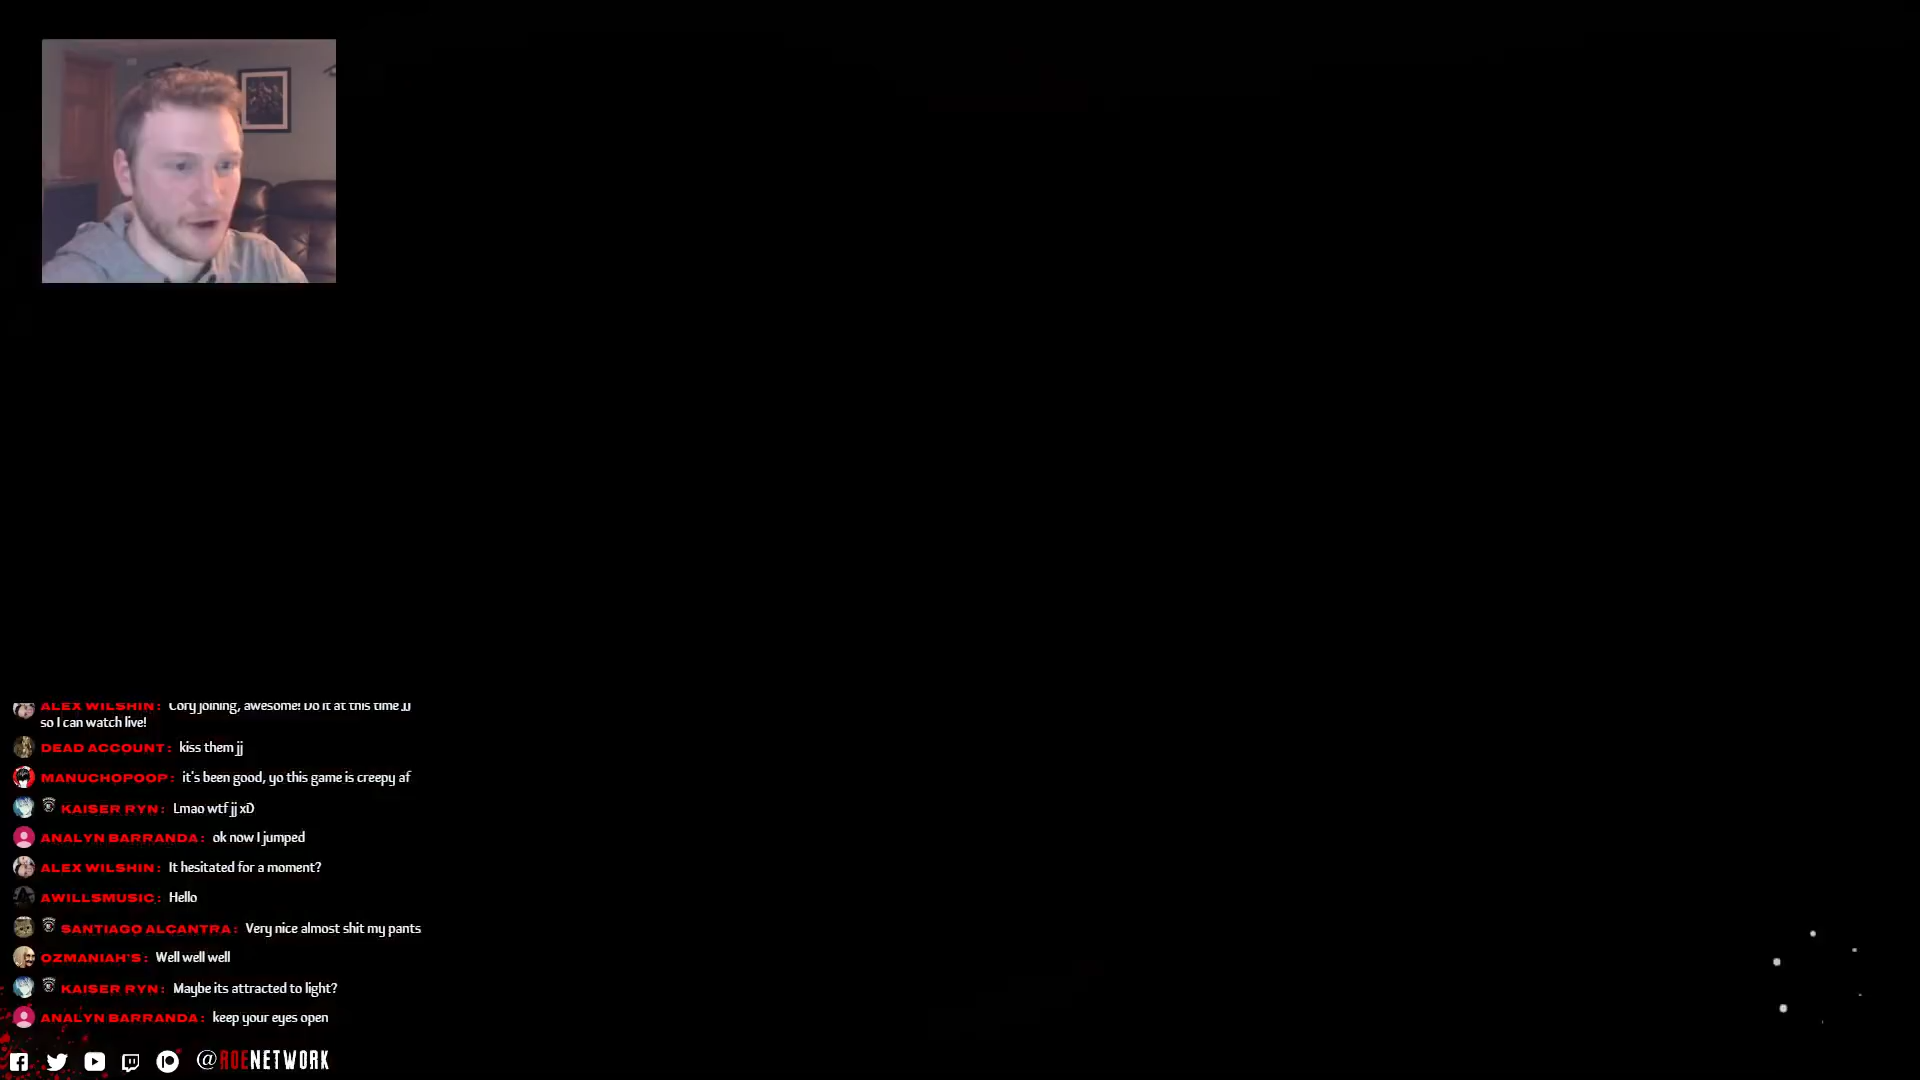 ALEX WILSHIN: Cory joining, awesome! Do it at this time jj
so I can watch live!
DEAD ACCOUNT: kiss them jj
MANUCHOPOOP: it's been good, yo this game is creepy af
KAISER RYN: Lmao wtf jj xD
ANALYN BARRANDA: ok now I jumped
ALEX WILSHIN: It hesitated for a moment?
AWILLSMUSIC: Hello
SANTIAGO ALCANTRA: Very nice almost shit my pants
OZMANIAH'S: Well well well
KAISER RYN: Maybe its attracted to light?
ANALYN BARRANDA: keep your eyes open
@ROENETWORK